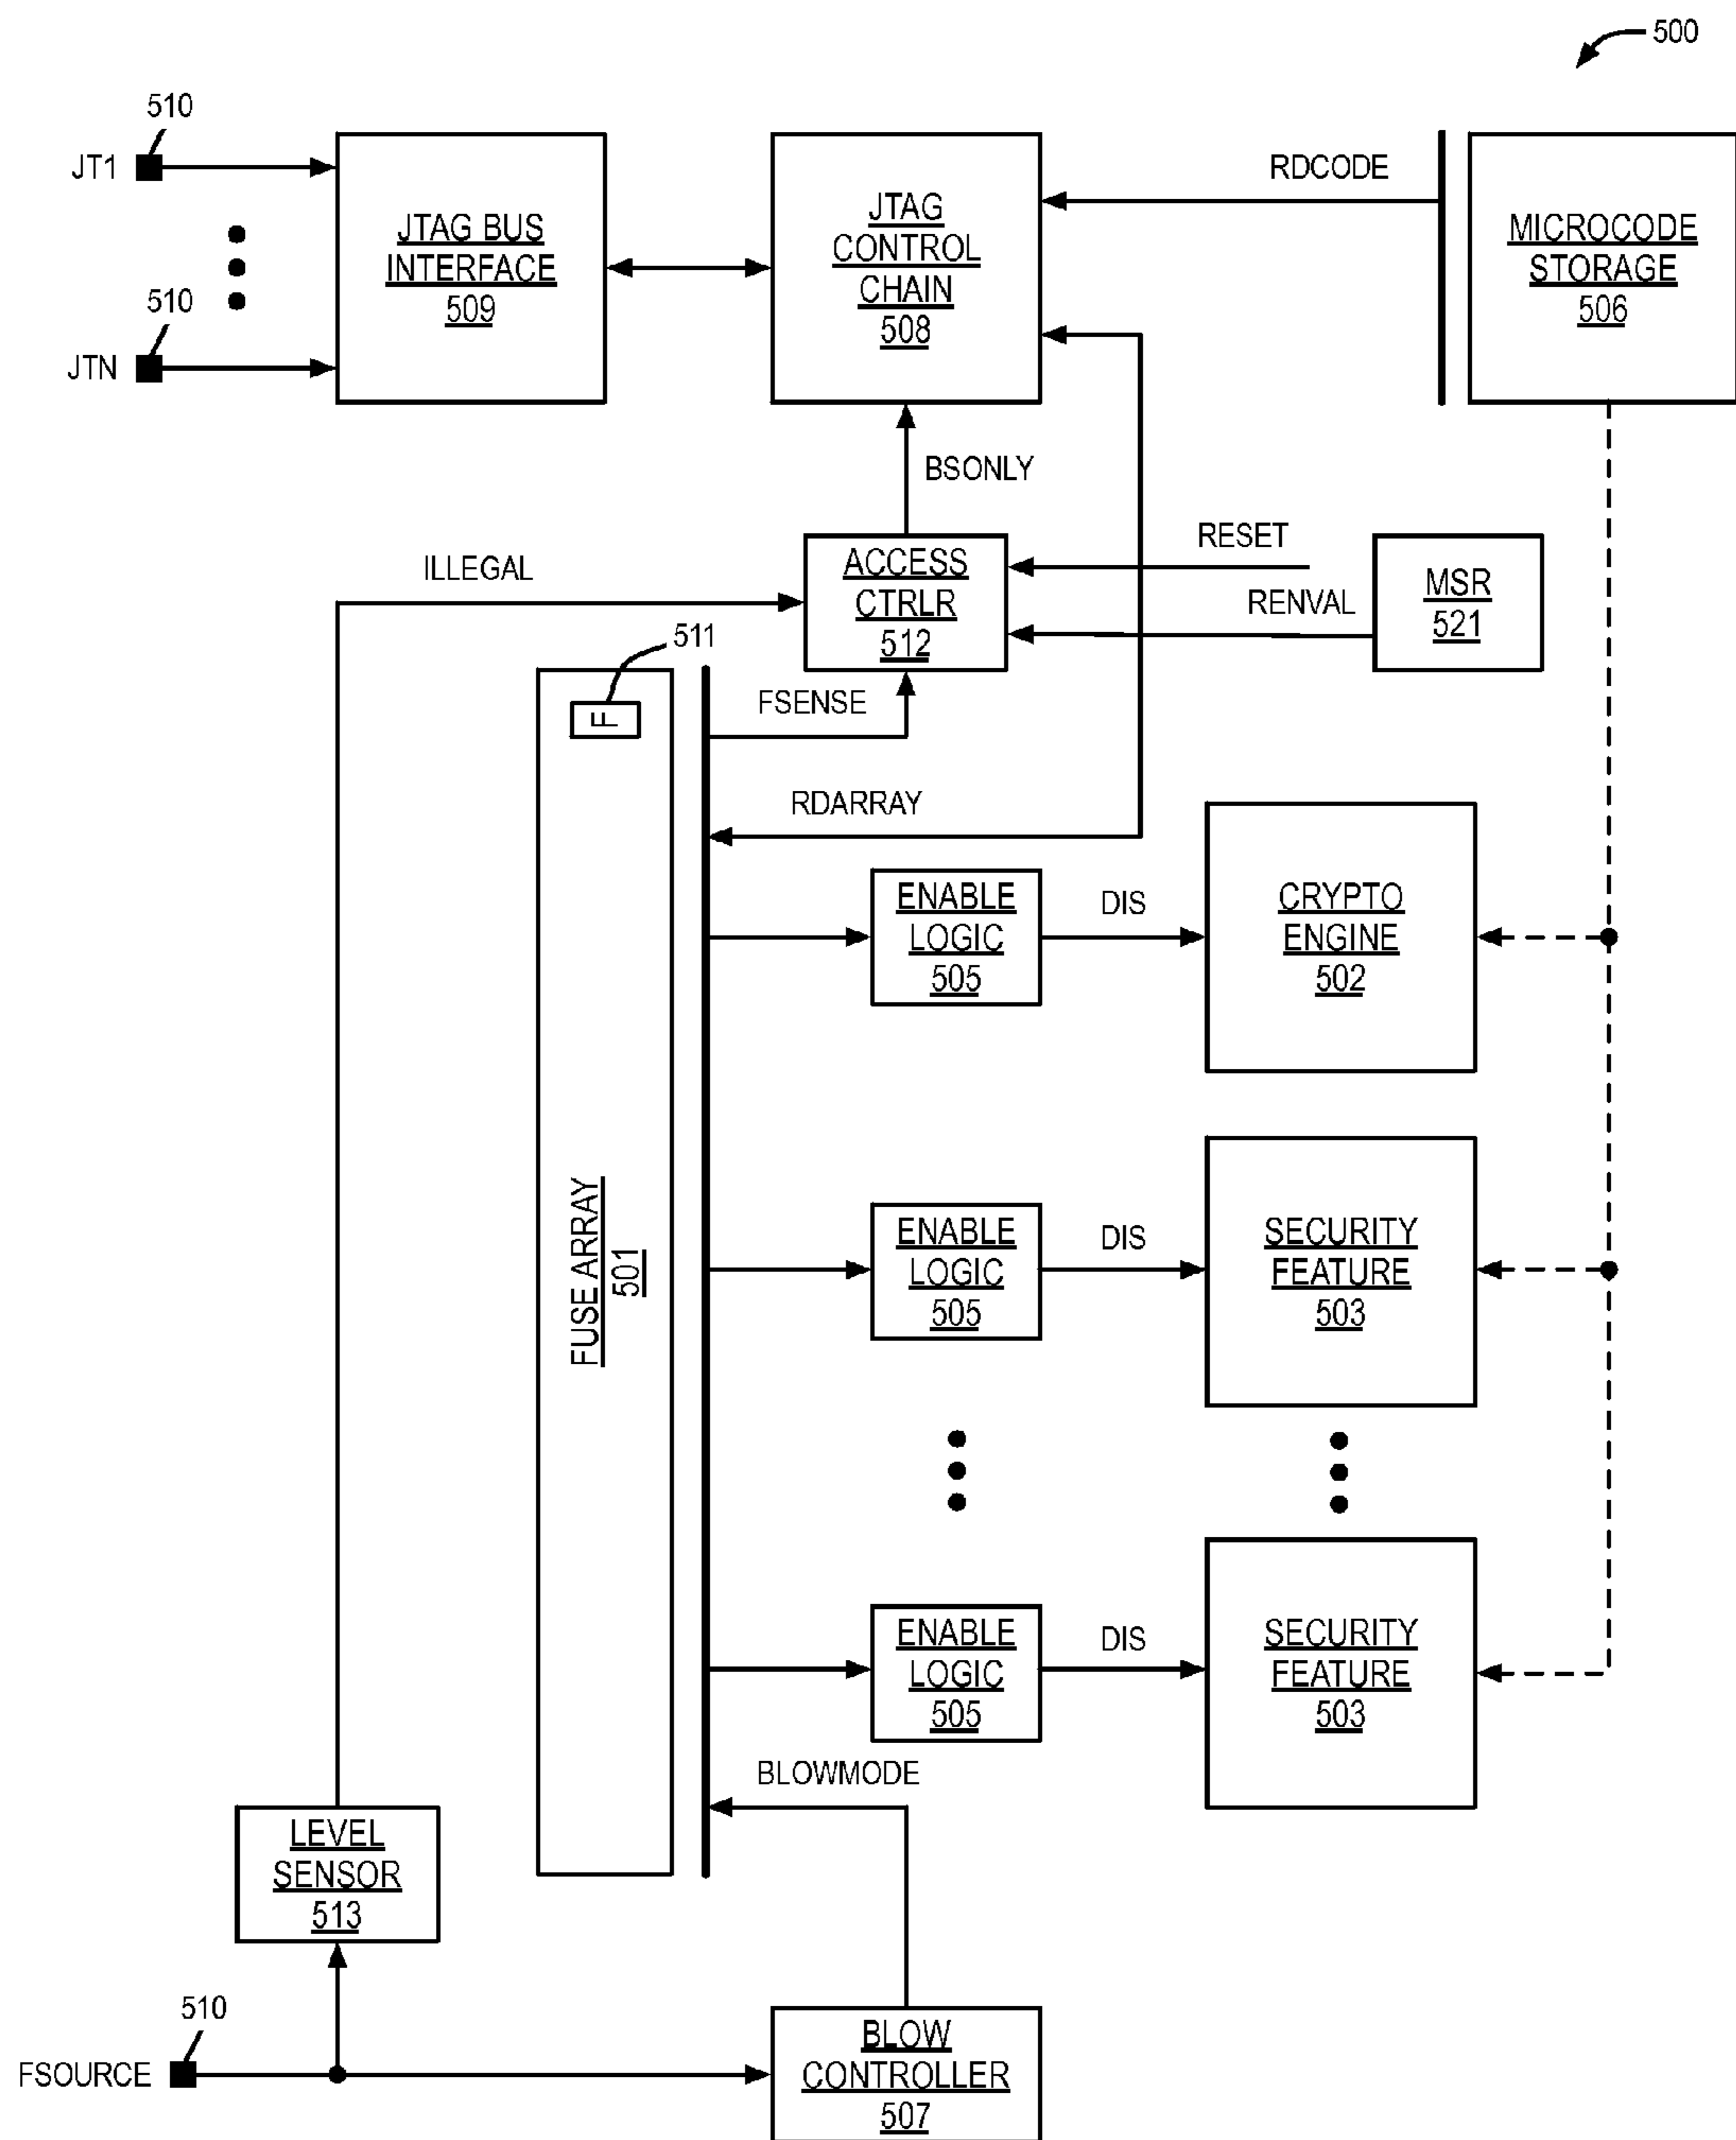 500
510
JT1
JTAG BUS
INTERFACE
509
510
JTN
JTAG
CONTROL
CHAIN
508
RDCODE
MICROCODE
STORAGE
506
BSONLY
ILLEGAL
ACCESS
CTRLR
512
RESET
RENVAL
MSR
521
511
F
FSENSE
RDARRAY
FUSE ARRAY
501
ENABLE
LOGIC
505
DIS
CRYPTO
ENGINE
502
ENABLE
LOGIC
505
DIS
SECURITY
FEATURE
503
ENABLE
LOGIC
505
DIS
SECURITY
FEATURE
503
BLOWMODE
LEVEL
SENSOR
513
510
FSOURCE
BLOW
CONTROLLER
507